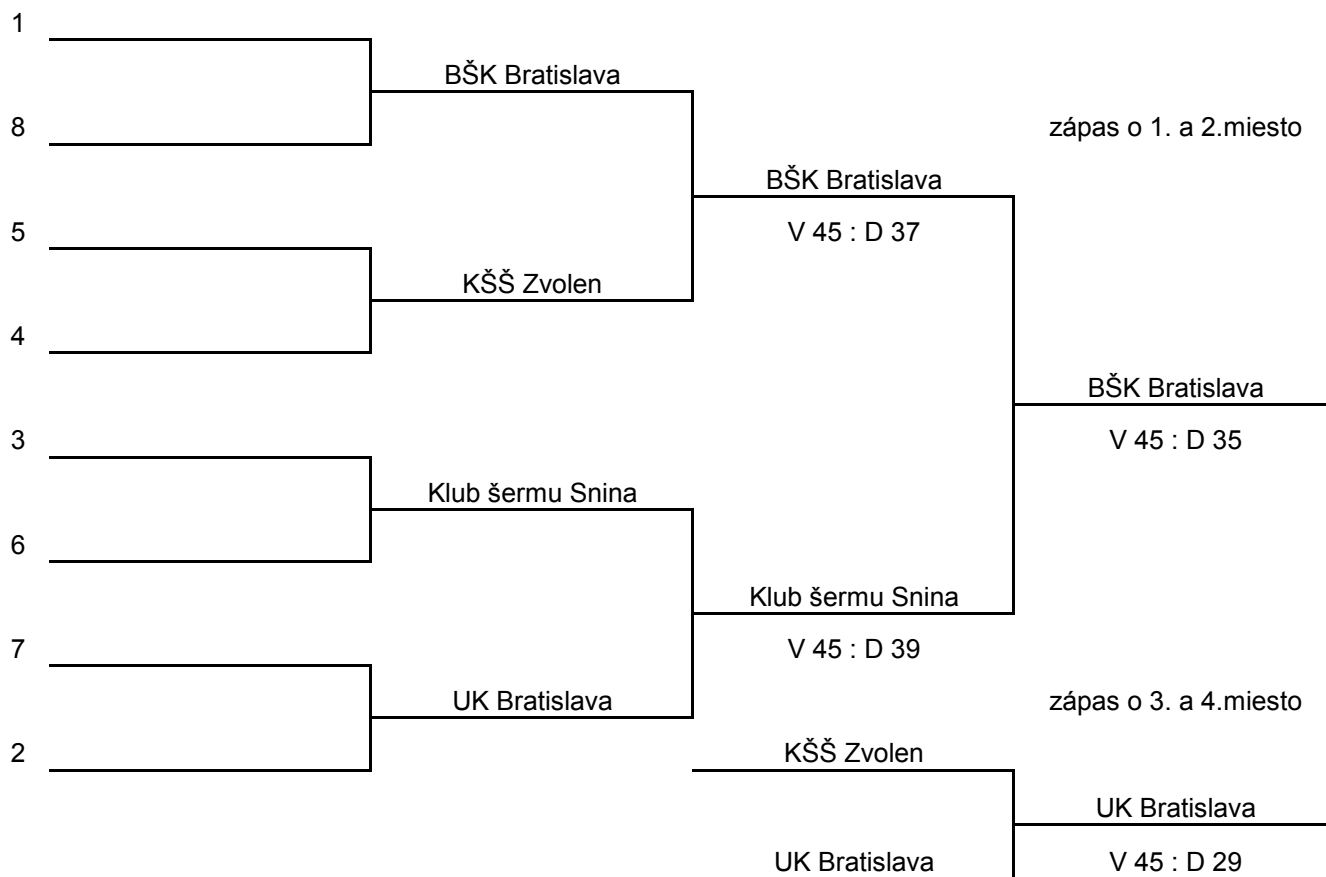 1
BŠK Bratislava
8
zápas o 1. a 2.miesto
BŠK Bratislava
5
V 45 : D 37
KŠŠ Zvolen
4
BŠK Bratislava
3
V 45 : D 35
Klub šermu Snina
6
Klub šermu Snina
7
V 45 : D 39
UK Bratislava
zápas o 3. a 4.miesto
2
KŠŠ Zvolen
UK Bratislava
UK Bratislava
V 45 : D 29